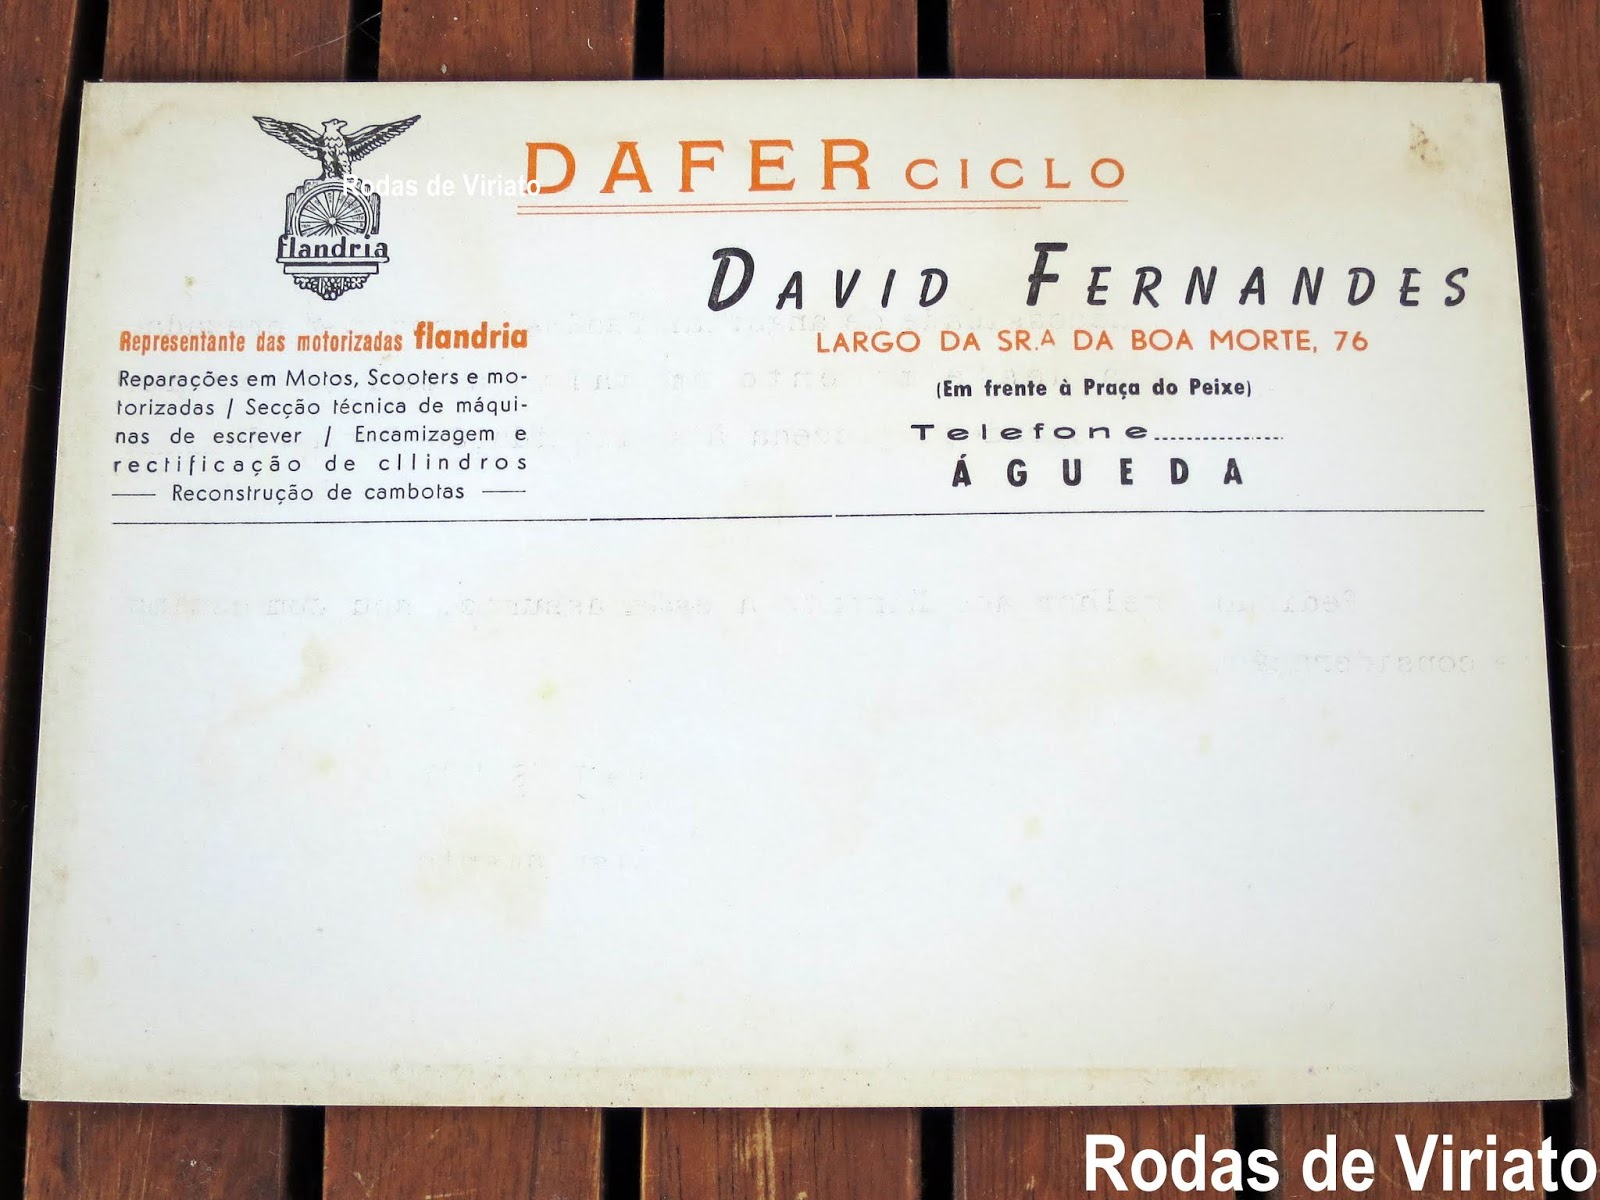 DAFER CICLO
Rodas de Viriato
flandria
DAVID FERNANDES
LARGO DA SR.A DA BOA MORTE, 76
(Em frente à Praça do Peixe)
Telefone....................
ÁGUEDA
Representante das motorizadas flandria
Reparações em Motos, Scooters e mo-
torizadas / Secção técnica de máqui-
nas de escrever / Encamizagem e
rectificação de cllindros
Reconstrução de cambotas
Rodas de Viriato